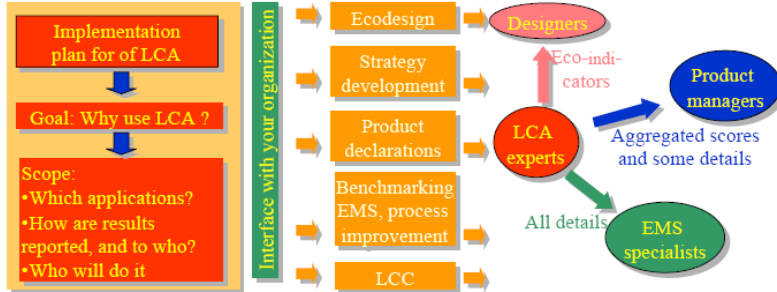 Implementation
plan for of LCA
Goal: Why use LCA ?
Scope:
•Which applications?
•How are results
reported, and to who?
•Who will do it
Interface with your organization
Ecodesign
Strategy
development
Product
declarations
Benchmarking
EMS, process
improvement
LCC
Designers
Eco-indi-
cators
LCA
experts
Product
managers
Aggregated scores
and some details
All details
EMS
specialists